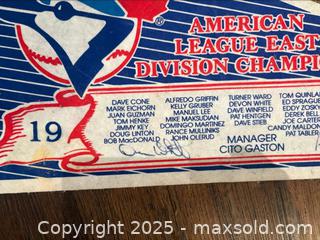 AMERICAN
LEAGUE EAST
DIVISION CHAMPI
19
DAVE CONE
MARK EICHORN
JUAN GUZMAN
TOM HENKE
JIMMY KEY
DOUG LINTON
BOB MacDONALD
ALFREDO GRIFFIN
KELLY GRUBER
MANUEL LEE
MIKE MAKSUDIAN
DOMINGO MARTINEZ
RANCE MULLINIKS
JOHN OLERUD
TURNER WARD
DEVON WHITE
DAVE WINFIELD
PAT HENTGEN
DAVE STIEB
MANAGER
CITO GASTON
TOM QUINLAN
ED SPRAGUE
EDDY ZOSKY
DEREK BELL
JOE CARTER
CANDY MALDON
PAT TABLER
Copyright © 2025 - maxsold.com